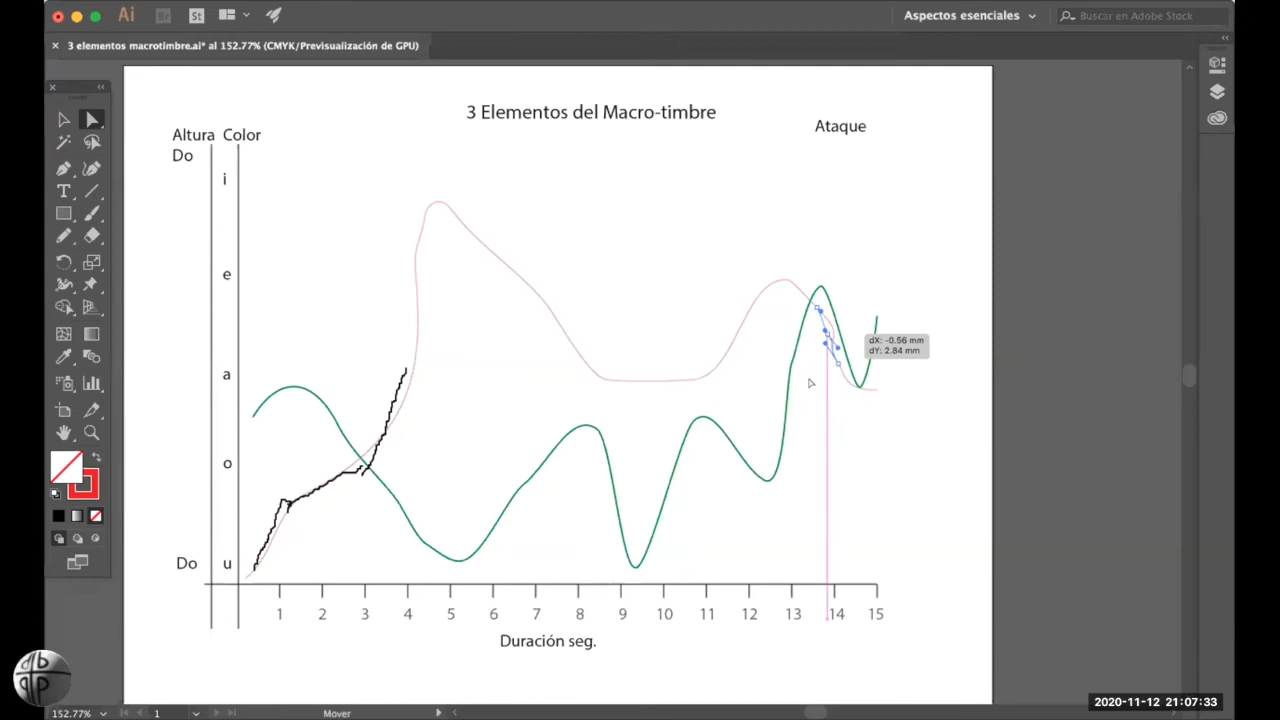 Ai
Br
St
Aspectos esenciales
Buscar en Adobe Stock
3 elementos macrotimbre.ai* al 152.77% (CMYK/Previsualización de GPU)
3 Elementos del Macro-timbre
Altura Color
Ataque
Do
i
e
dX: -0.56 mm
dY: 2.84 mm
a
o
Do u
1 2 3 4 5 6 7 8 9 10 11 12 13 14 15
Duración seg.
2020-11-12 21:07:33
152.77%
1
Mover